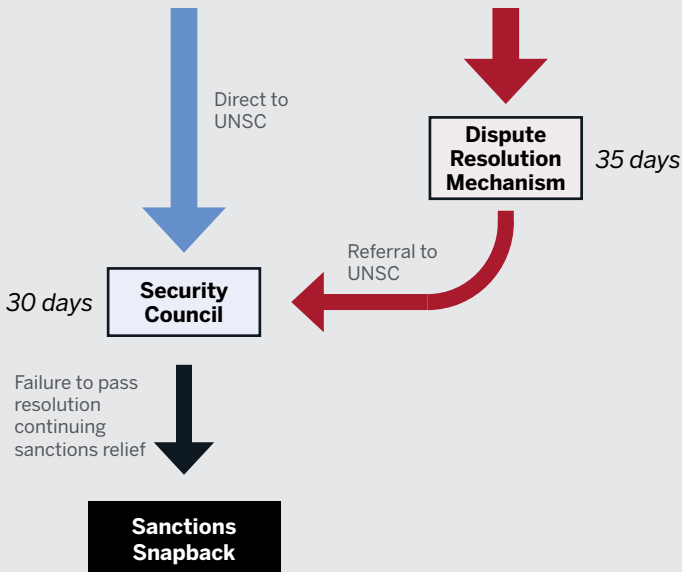 Direct to
UNSC
Dispute
Resolution
Mechanism
35 days
Referral to
UNSC
30 days
Security
Council
Failure to pass
resolution
continuing
sanctions relief
Sanctions
Snapback